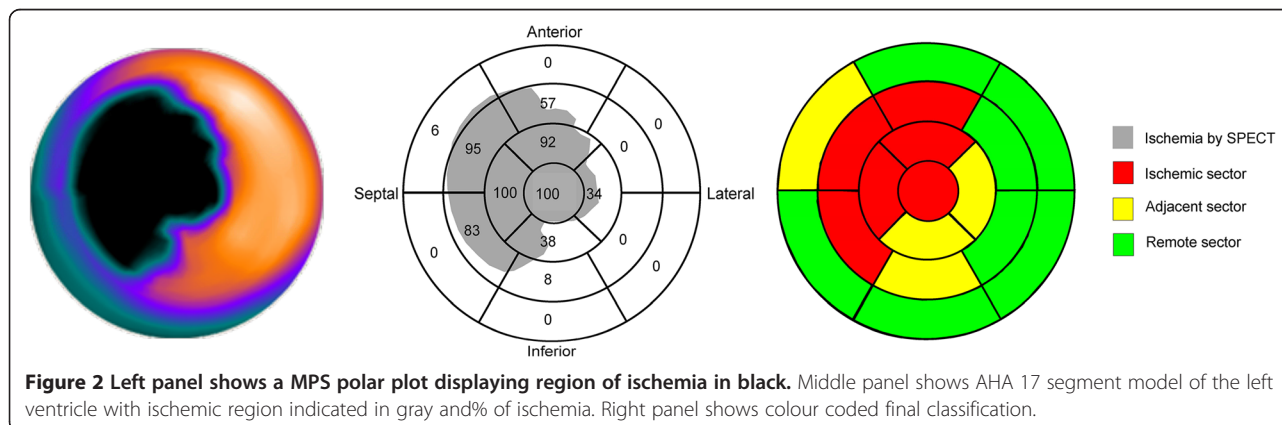 Anterior
0
57
6
0
95
92
0
Septal
100
100
34
0
Lateral
83
38
0
0
0
8
0
Inferior
Ischemia by SPECT
Ischemic sector
Adjacent sector
Remote sector
Figure 2 Left panel shows a MPS polar plot displaying region of ischemia in black. Middle panel shows AHA 17 segment model of the left
ventricle with ischemic region indicated in gray and% of ischemia. Right panel shows colour coded final classification.